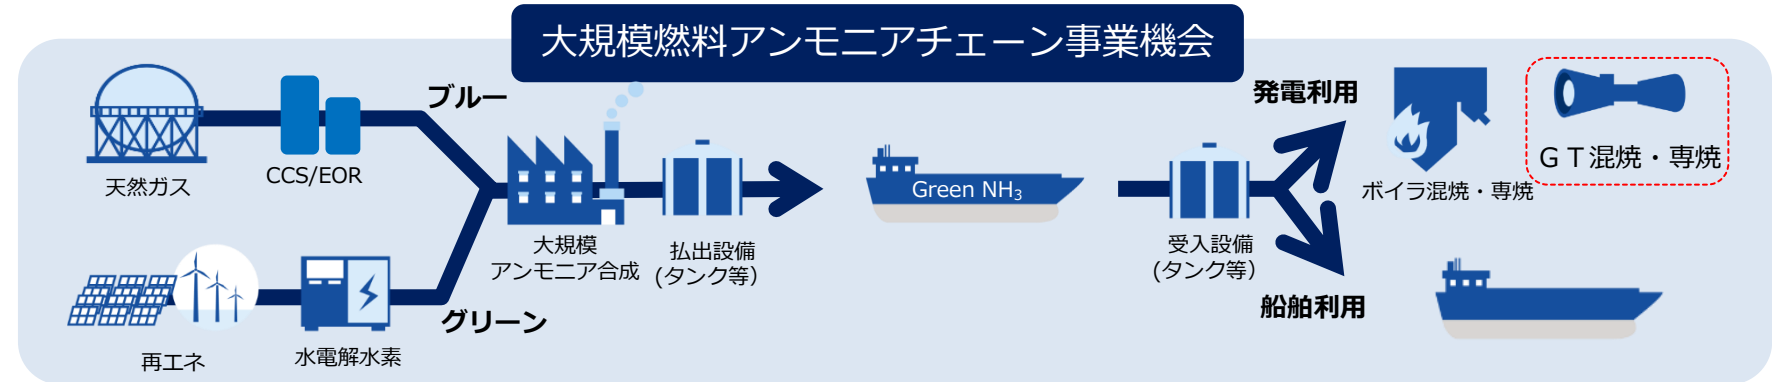 大規模燃料アンモニアチェーン事業機会
ブルー
天然ガス
CCS/EOR
グリーン
再エネ
水電解水素
大規模
アンモニア合成
払出設備
(タンク等)
Green NH₃
受入設備
(タンク等)
発電利用
ボイラ混焼・専焼
ＧＴ混焼・専焼
船舶利用